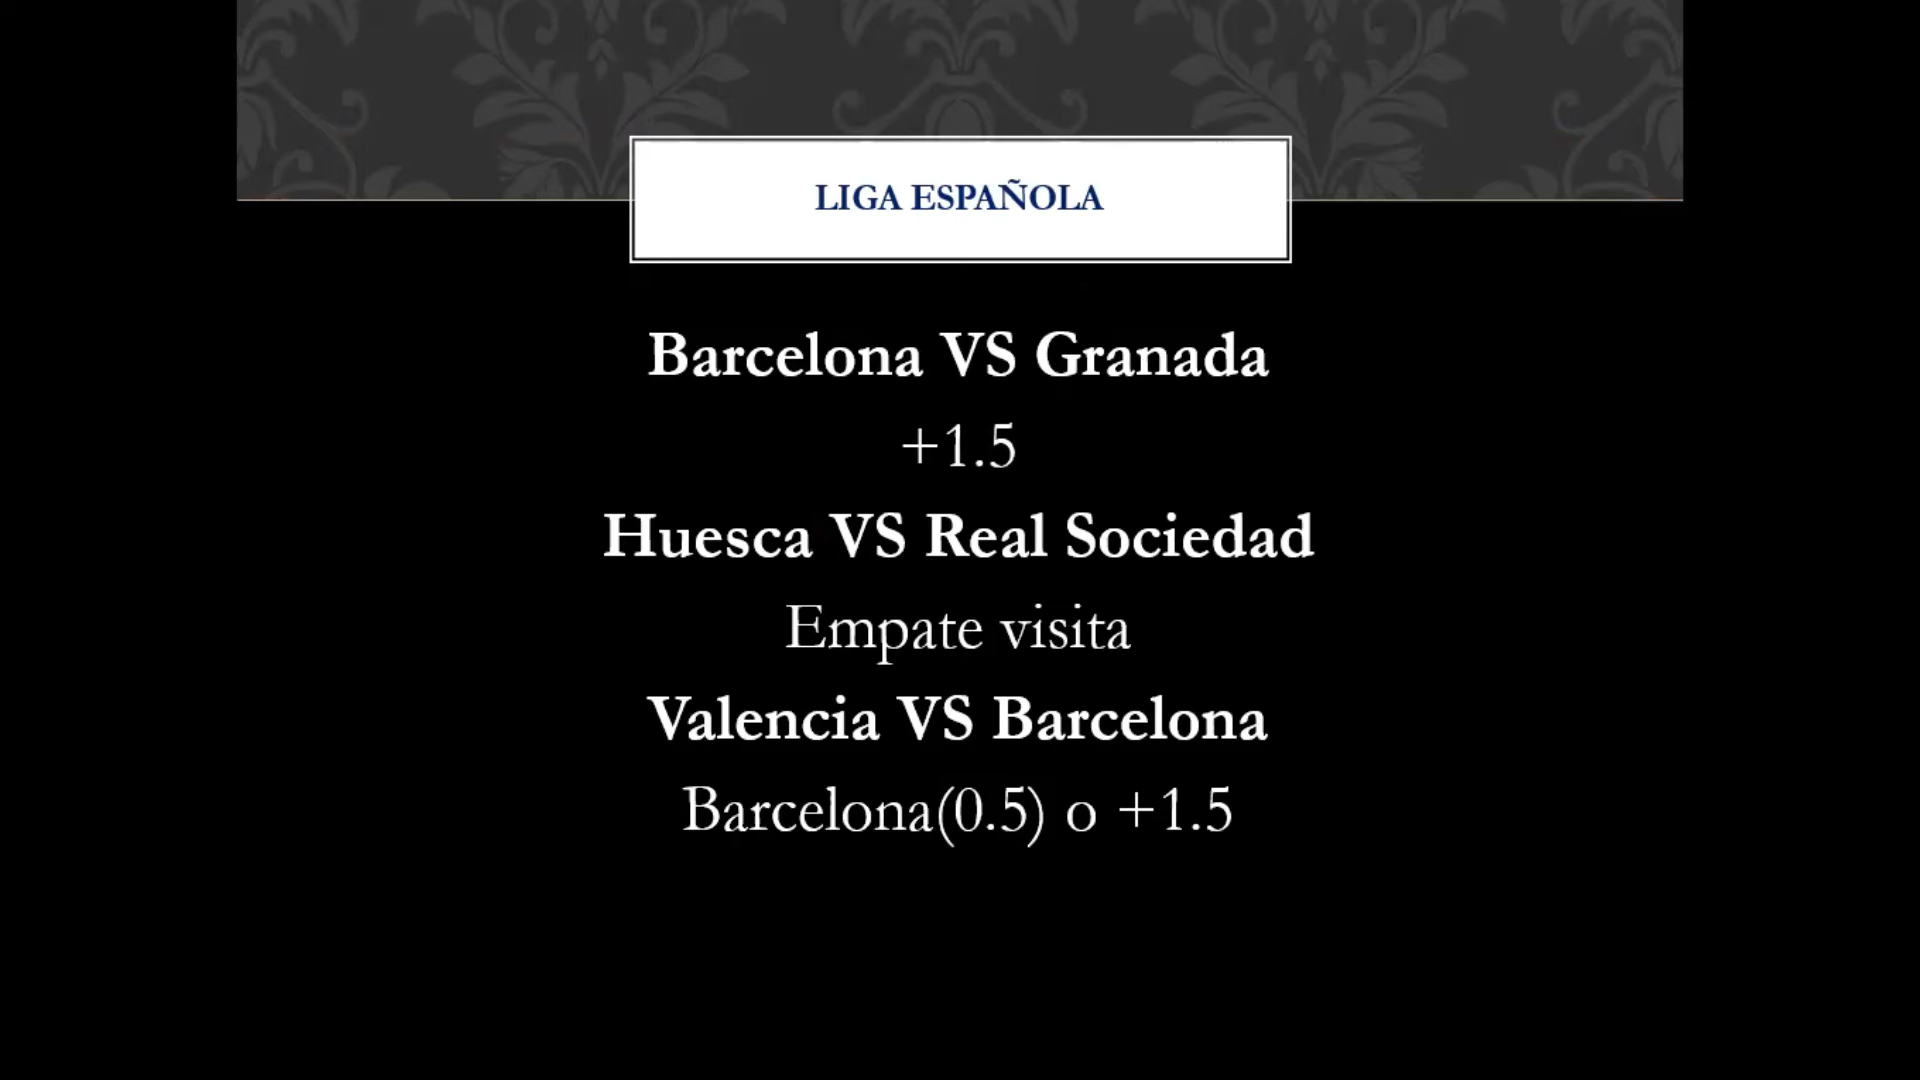 LIGA ESPAÑOLA
Barcelona VS Granada
+1.5
Huesca VS Real Sociedad
Empate visita
Valencia VS Barcelona
Barcelona(0.5) o +1.5